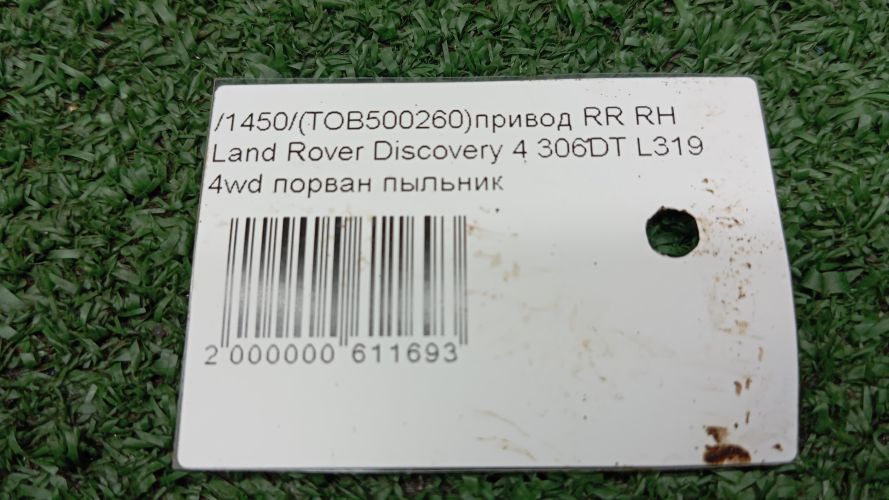 /1450/(TOB500260)привод RR RH
Land Rover Discovery 4 306DT L319
4wd порван пыльник
2 000000 611693